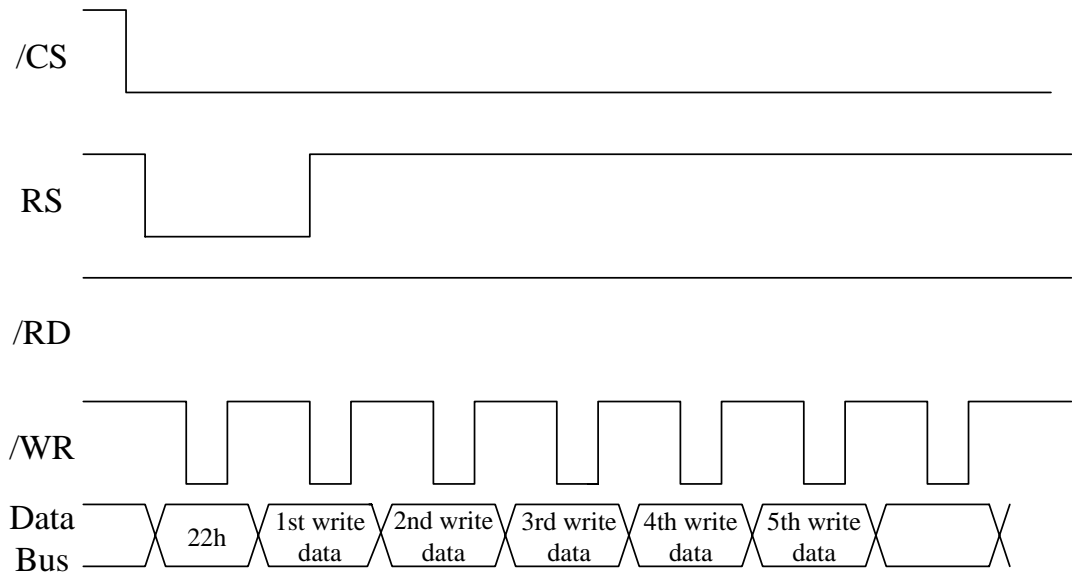 /CS
RS
/RD
/WR
Data
Bus
22h
1st write
data
2nd write
data
3rd write
data
4th write
data
5th write
data